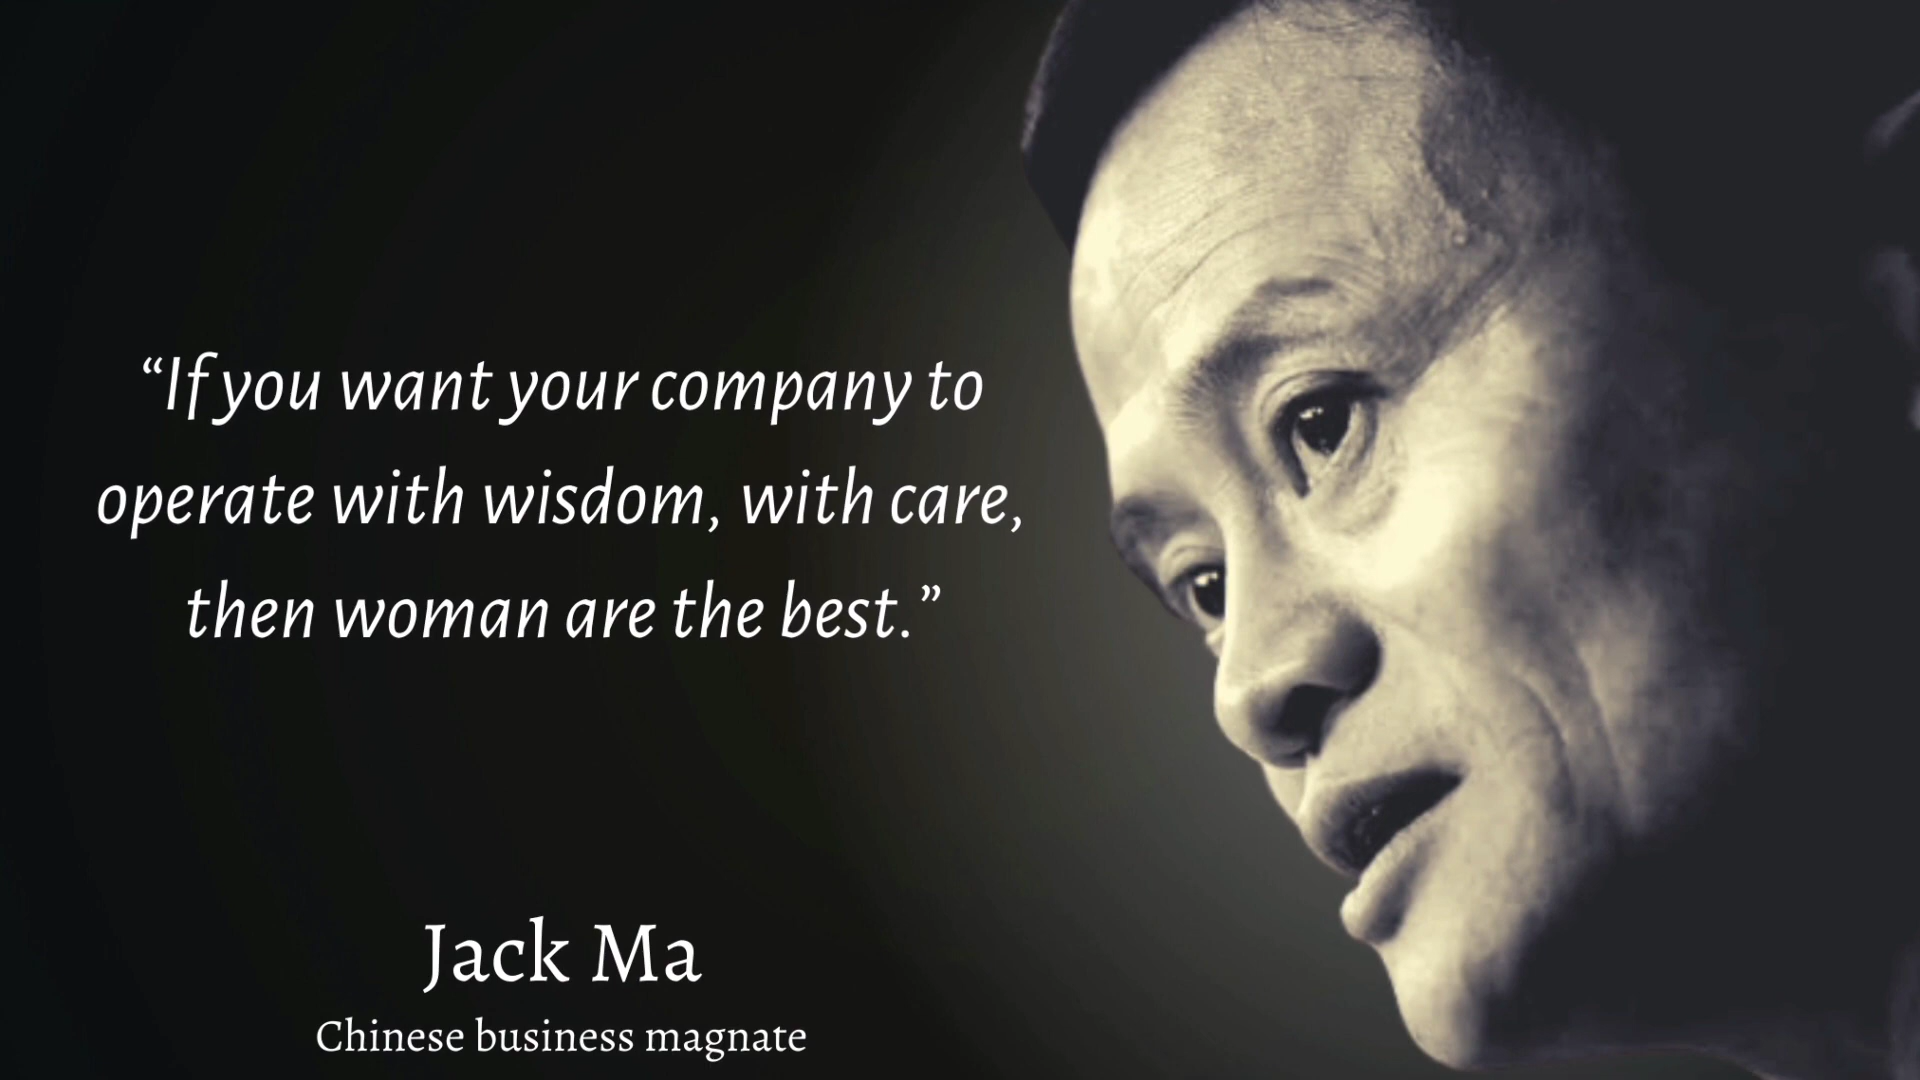 “If you want your company to
operate with wisdom, with care,
then woman are the best.”
Jack Ma
Chinese business magnate